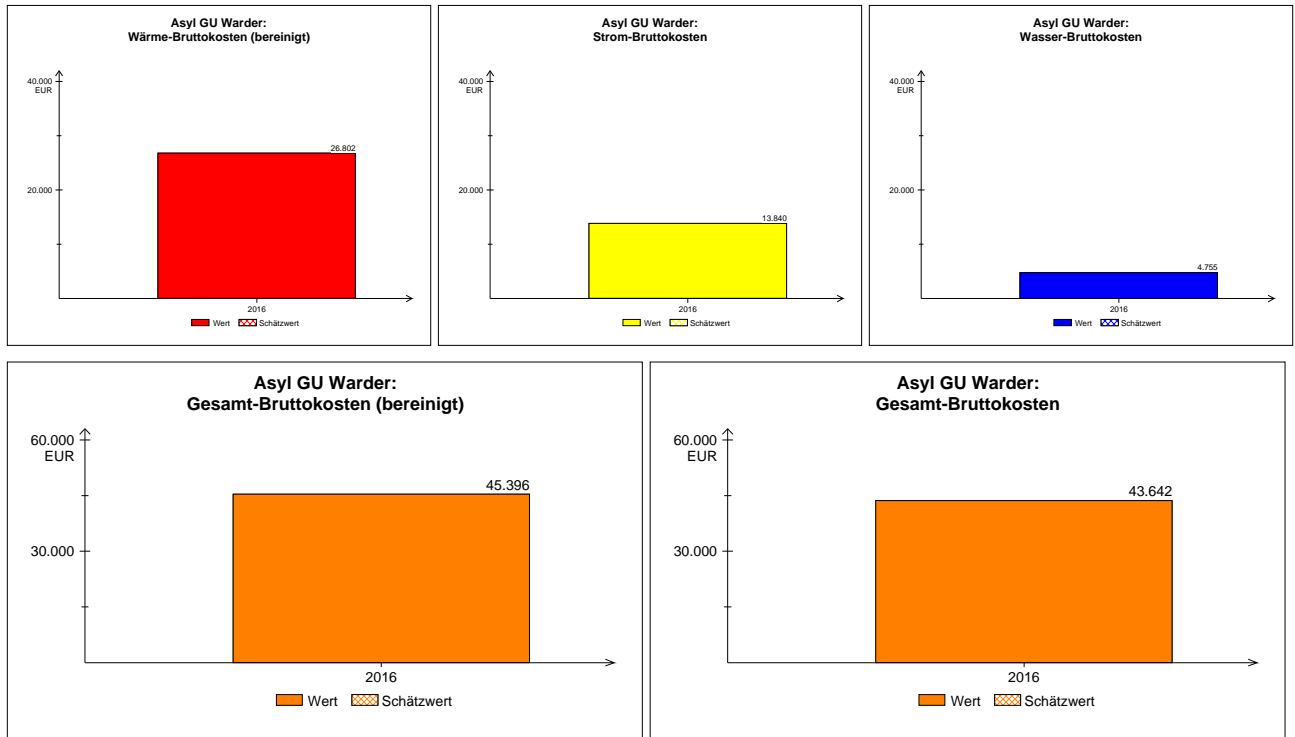 Asyl GU Warder:
Wärme-Bruttokosten (bereinigt)
40.000
EUR
26.802
20.000
2016
Wert Schätzwert
Asyl GU Warder:
Strom-Bruttokosten
40.000
EUR
20.000
13.840
2016
Wert Schätzwert
Asyl GU Warder:
Wasser-Bruttokosten
40.000
EUR
20.000
4.755
2016
Wert Schätzwert
Asyl GU Warder:
Gesamt-Bruttokosten (bereinigt)
60.000
EUR
45.396
30.000
2016
Wert Schätzwert
Asyl GU Warder:
Gesamt-Bruttokosten
60.000
EUR
43.642
30.000
2016
Wert Schätzwert